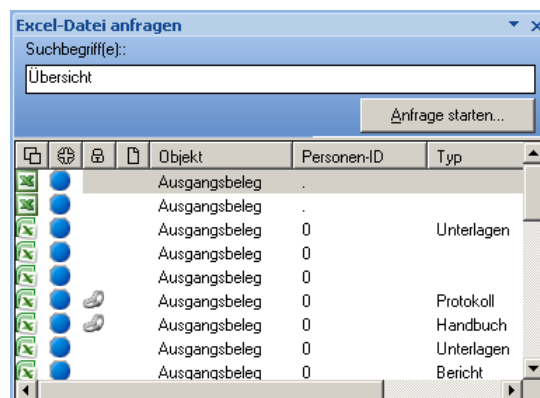 Excel-Datei anfragen
Suchbegriff(e)::
Übersicht
Anfrage starten...
Objekt Personen-ID Typ
Ausgangsbeleg .
Ausgangsbeleg .
Ausgangsbeleg 0 Unterlagen
Ausgangsbeleg 0
Ausgangsbeleg 0
Ausgangsbeleg 0 Protokoll
Ausgangsbeleg 0 Handbuch
Ausgangsbeleg 0 Unterlagen
Ausgangsbeleg 0 Bericht